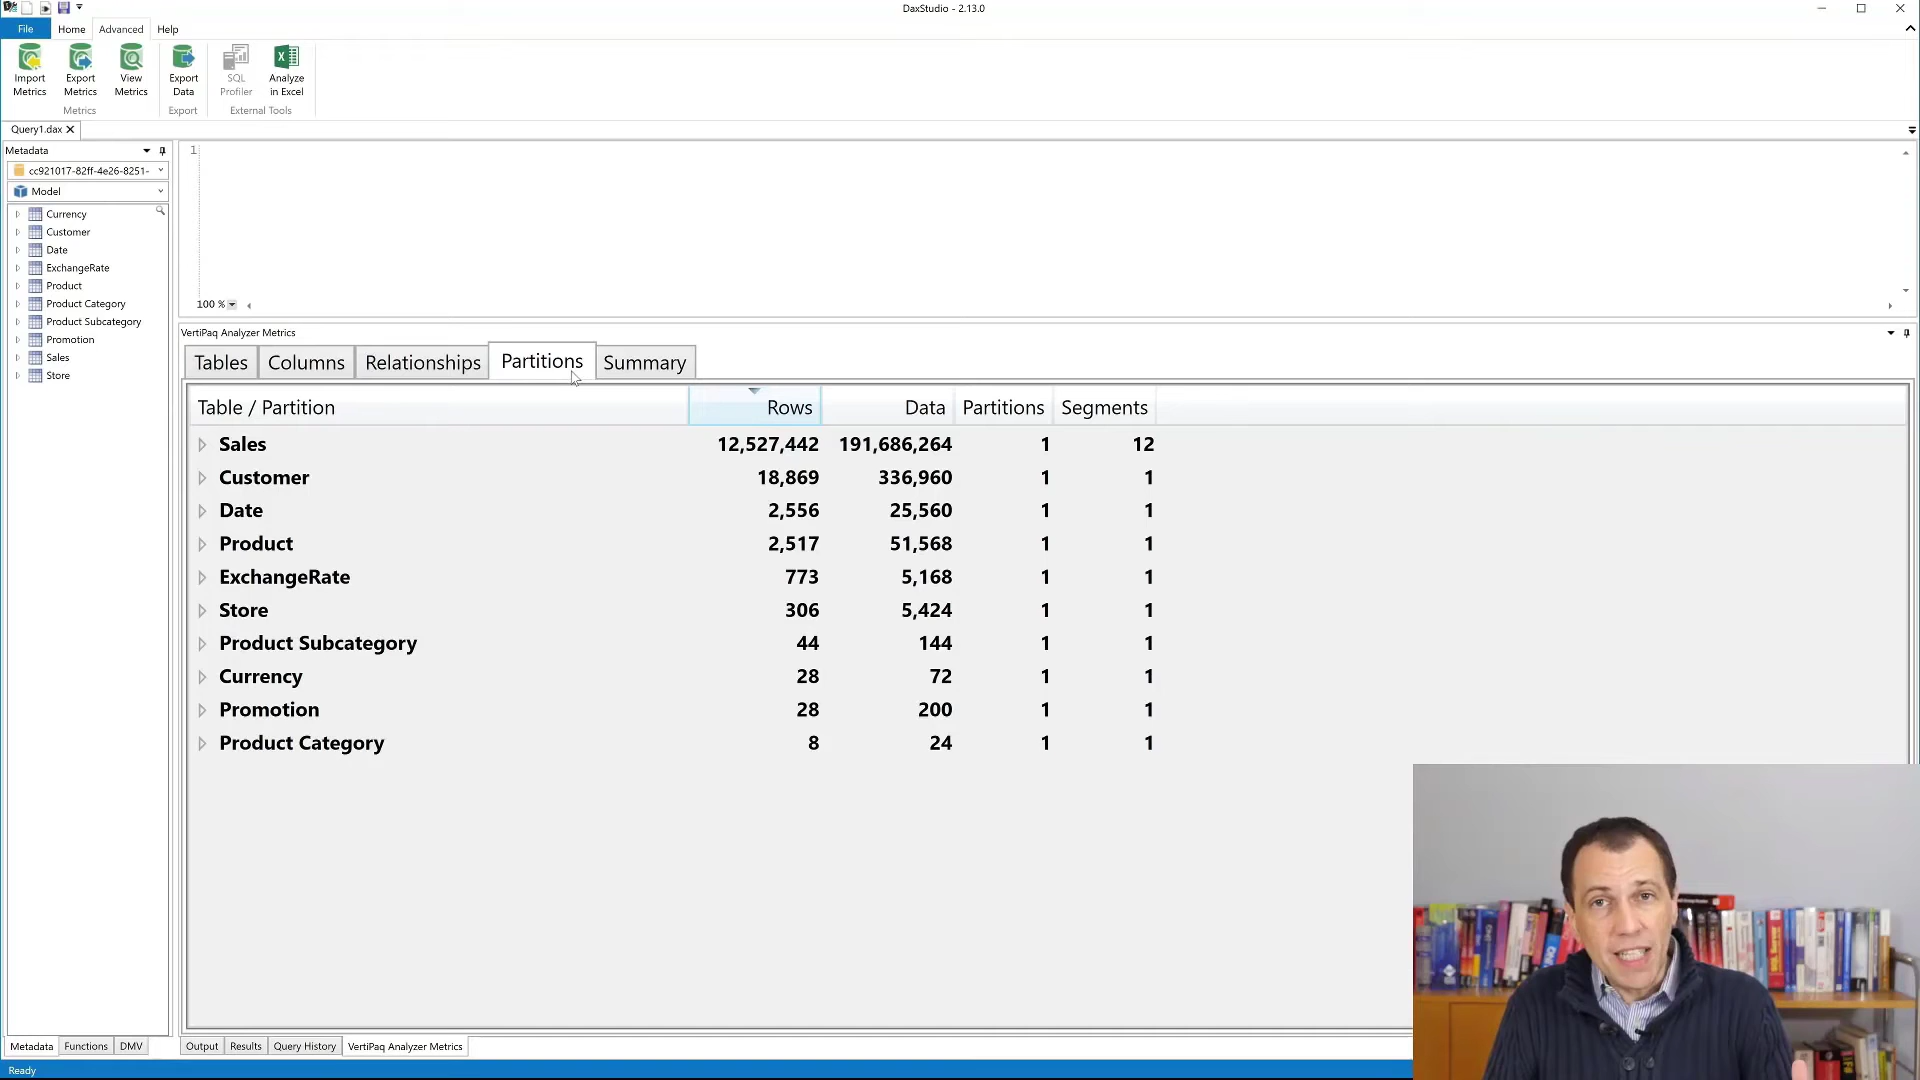 DaxStudio - 2.13.0
File Home Advanced Help
Import Metrics
Export Metrics
View Metrics
Export Data
SQL Profiler
Analyze in Excel
Metrics
Export
External Tools
Query1.dax
Metadata
cc921017-82ff-4e26-8251-
Model
Currency
Customer
Date
ExchangeRate
Product
Product Category
Product Subcategory
Promotion
Sales
Store
1
100 %
VertiPaq Analyzer Metrics
Tables Columns Relationships Partitions Summary
Table / Partition Rows Data Partitions Segments
Sales 12,527,442 191,686,264 1 12
Customer 18,869 336,960 1 1
Date 2,556 25,560 1 1
Product 2,517 51,568 1 1
ExchangeRate 773 5,168 1 1
Store 306 5,424 1 1
Product Subcategory 44 144 1 1
Currency 28 72 1 1
Promotion 28 200 1 1
Product Category 8 24 1 1
Metadata Functions DMV
Output Results Query History VertiPaq Analyzer Metrics
Ready